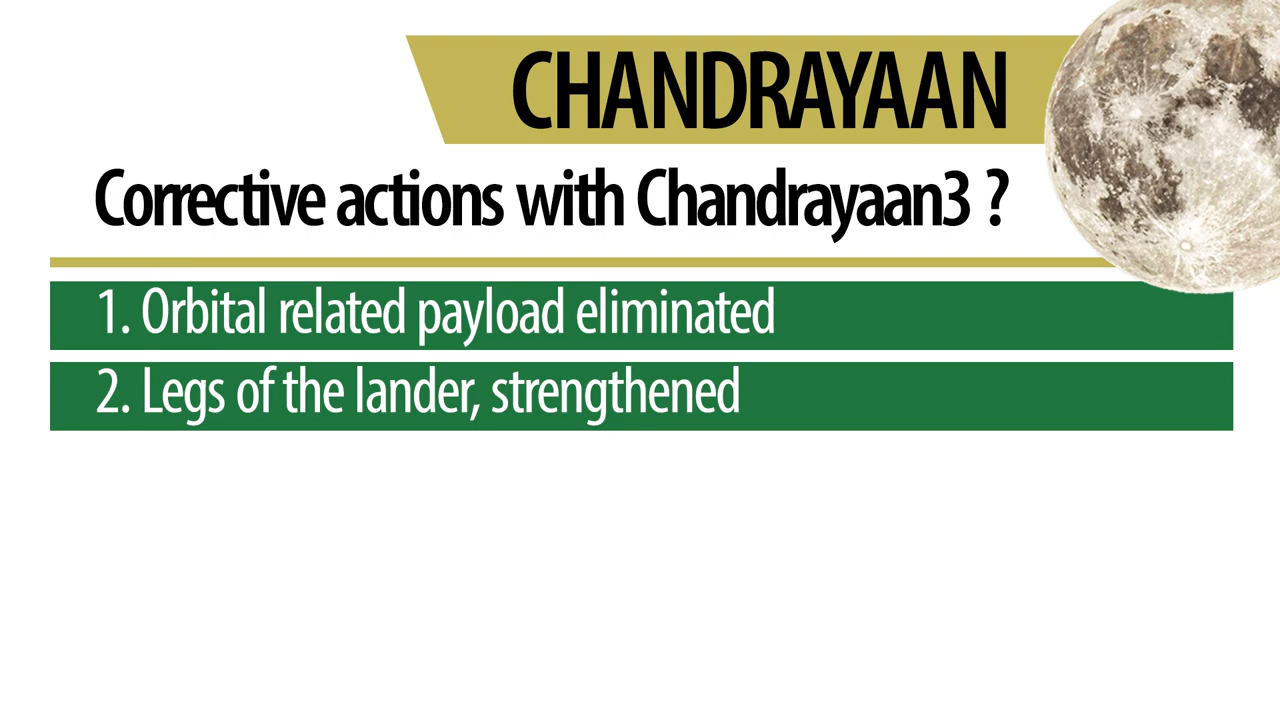 CHANDRAYAAN
Corrective actions with Chandrayaan3 ?
1. Orbital related payload eliminated
2. Legs of the lander, strengthened